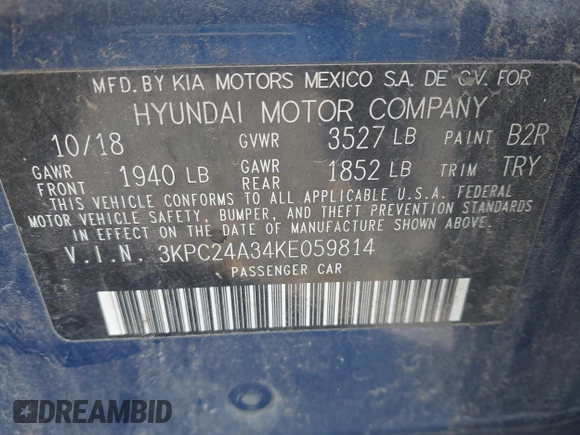 MFD. BY KIA MOTORS MEXICO S.A. DE C.V. FOR
HYUNDAI MOTOR COMPANY
10/18 GVWR 3527 LB PAINT B2R
GAWR FRONT 1940 LB GAWR REAR 1852 LB TRIM TRY
THIS VEHICLE CONFORMS TO ALL APPLICABLE U.S.A. FEDERAL
MOTOR VEHICLE SAFETY, BUMPER, AND THEFT PREVENTION STANDARDS
IN EFFECT ON THE DATE OF MANUFACTURE SHOWN ABOVE.
V.I.N. 3KPC24A34KE059814
PASSENGER CAR
DREAMBID